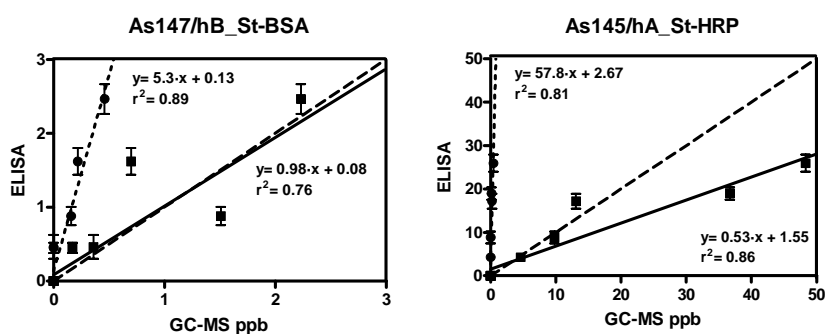 As147/hB_St-BSA
3
2
1
0
ELISA
y= 5.3·x + 0.13
r²= 0.89
y= 0.98·x + 0.08
r²= 0.76
0
1
2
3
GC-MS ppb
As145/hA_St-HRP
50
40
30
20
10
0
ELISA
y= 57.8·x + 2.67
r²= 0.81
y= 0.53·x + 1.55
r²= 0.86
0
10
20
30
40
50
GC-MS ppb